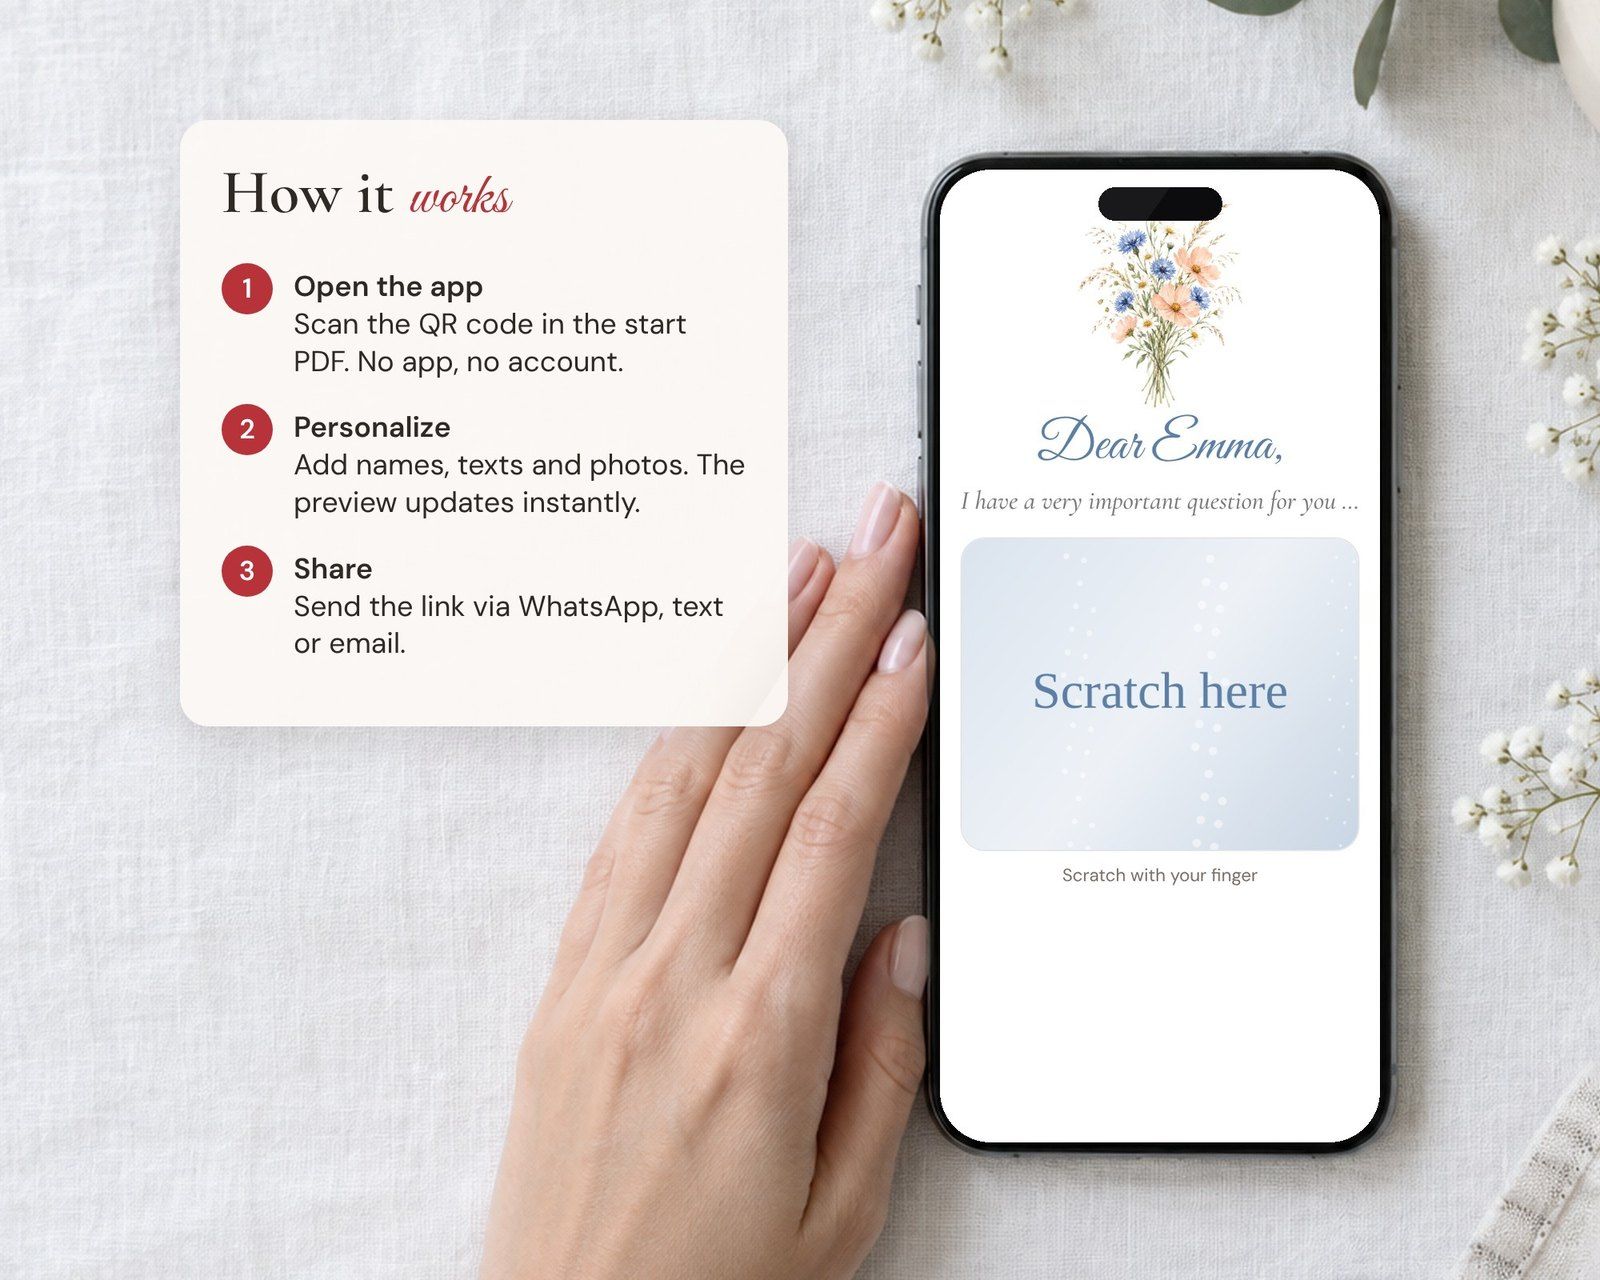 How it works
1
Open the app
Scan the QR code in the start
PDF. No app, no account.
2
Personalize
Add names, texts and photos. The
preview updates instantly.
3
Share
Send the link via WhatsApp, text
or email.
Dear Emma,
I have a very important question for you ...
Scratch here
Scratch with your finger